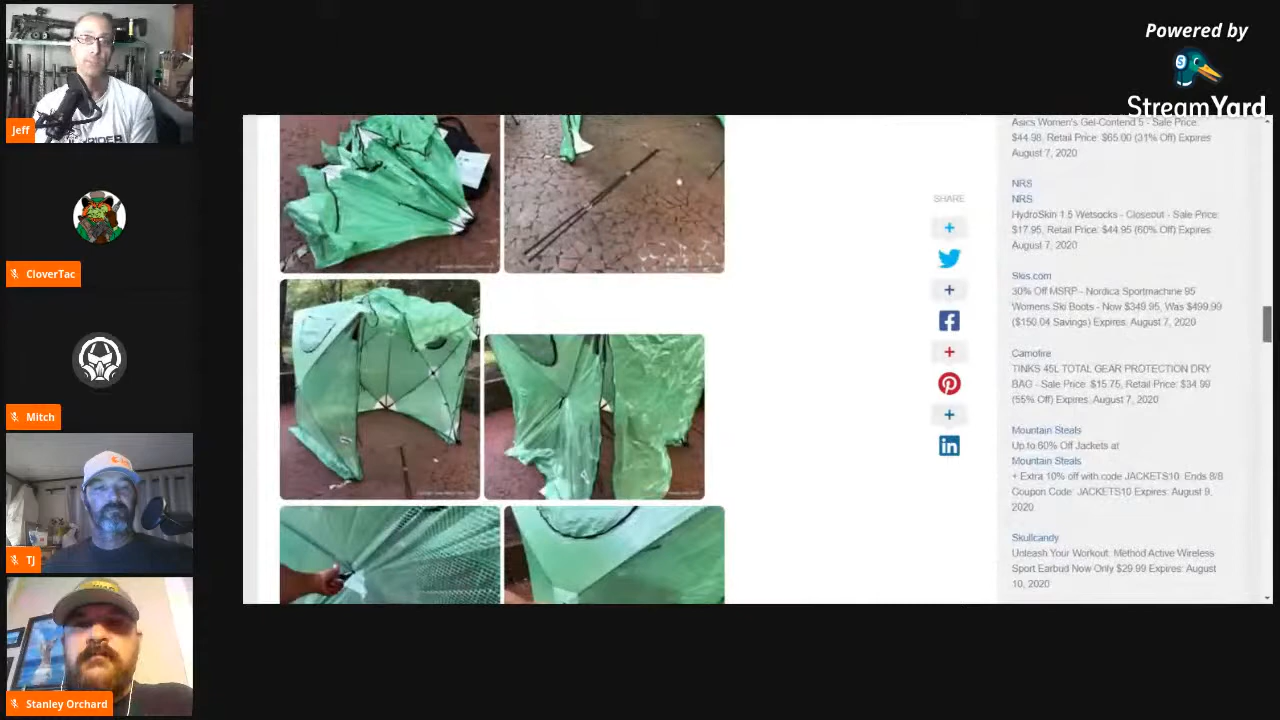 Powered by
StreamYard
Jeff
CloverTac
Mitch
Tj
Stanley Orchard
SHARE
Asics Women's Gel-Contend 5 - Sale Price:
$44.98, Retail Price: $65.00 (31% Off) Expires:
August 7, 2020
NRS
NRS
HydroSkin 1.5 Wetsocks - Closeout - Sale Price:
$17.95, Retail Price: $44.95 (60% Off) Expires:
August 7, 2020
Skis.com
30% Off MSRP - Nordica Sportmachine 95
Womens Ski Boots - Now $349.95, Was $499.99
($150.04 Savings) Expires: August 7, 2020
Camofire
TINKS 45L TOTAL GEAR PROTECTION DRY
BAG - Sale Price: $15.75, Retail Price: $34.99
(55% Off) Expires: August 7, 2020
Mountain Steals
Up to 60% Off Jackets at
Mountain Steals
+ Extra 10% off with code JACKETS10. Ends 8/8
Coupon Code: JACKETS10 Expires: August 9,
2020
Skullcandy
Unleash Your Workout. Method Active Wireless
Sport Earbud Now Only $29.99 Expires: August
10, 2020